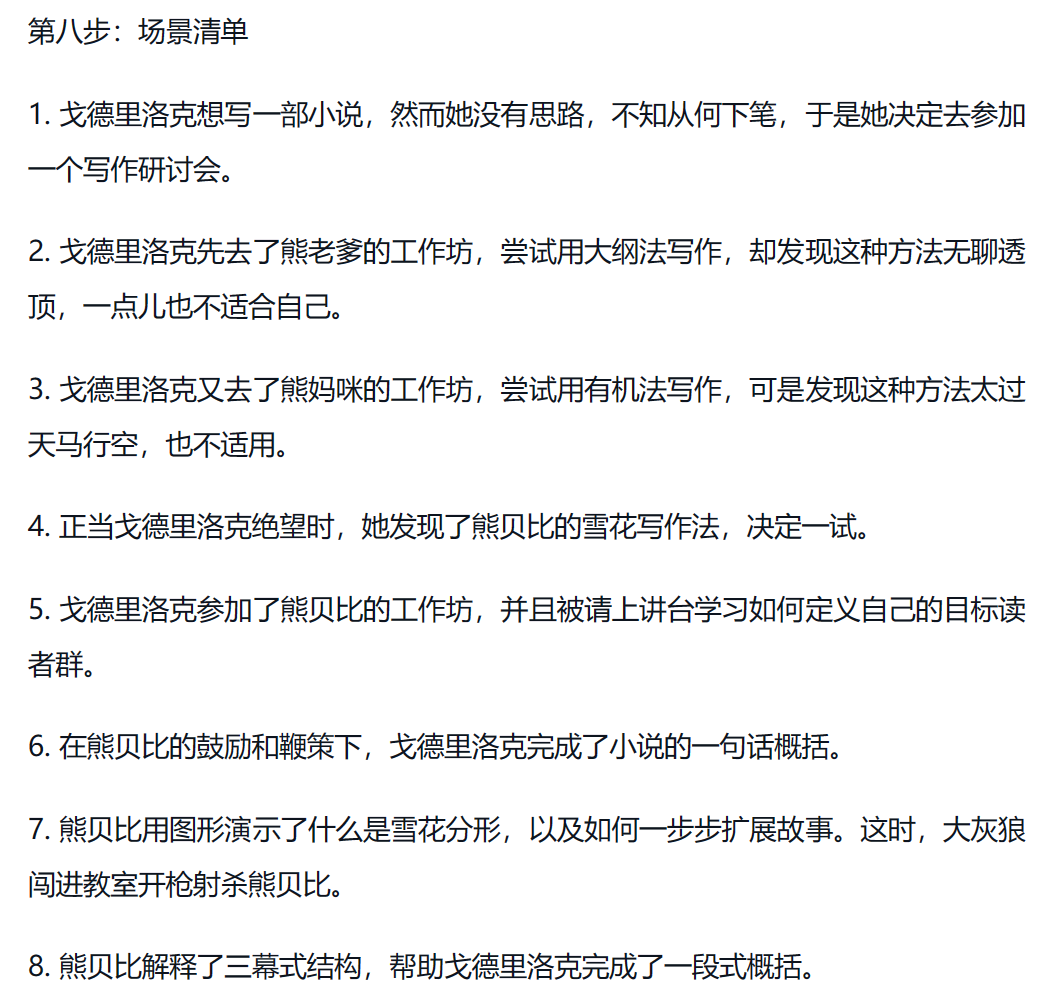 第八步：场景清单
1. 戈德里洛克想写一部小说，然而她没有思路，不知从何下笔，于是她决定去参加
一个写作研讨会。
2. 戈德里洛克先去了熊老爹的工作坊，尝试用大纲法写作，却发现这种方法无聊透
顶，一点儿也不适合自己。
3. 戈德里洛克又去了熊妈咪的工作坊，尝试用有机法写作，可是发现这种方法太过
天马行空，也不适用。
4. 正当戈德里洛克绝望时，她发现了熊贝比的雪花写作法，决定一试。
5. 戈德里洛克参加了熊贝比的工作坊，并且被请上讲台学习如何定义自己的目标读
者群。
6. 在熊贝比的鼓励和鞭策下，戈德里洛克完成了小说的一句话概括。
7. 熊贝比用图形演示了什么是雪花分形，以及如何一步步扩展故事。这时，大灰狼
闯进教室开枪射杀熊贝比。
8. 熊贝比解释了三幕式结构，帮助戈德里洛克完成了一段式概括。